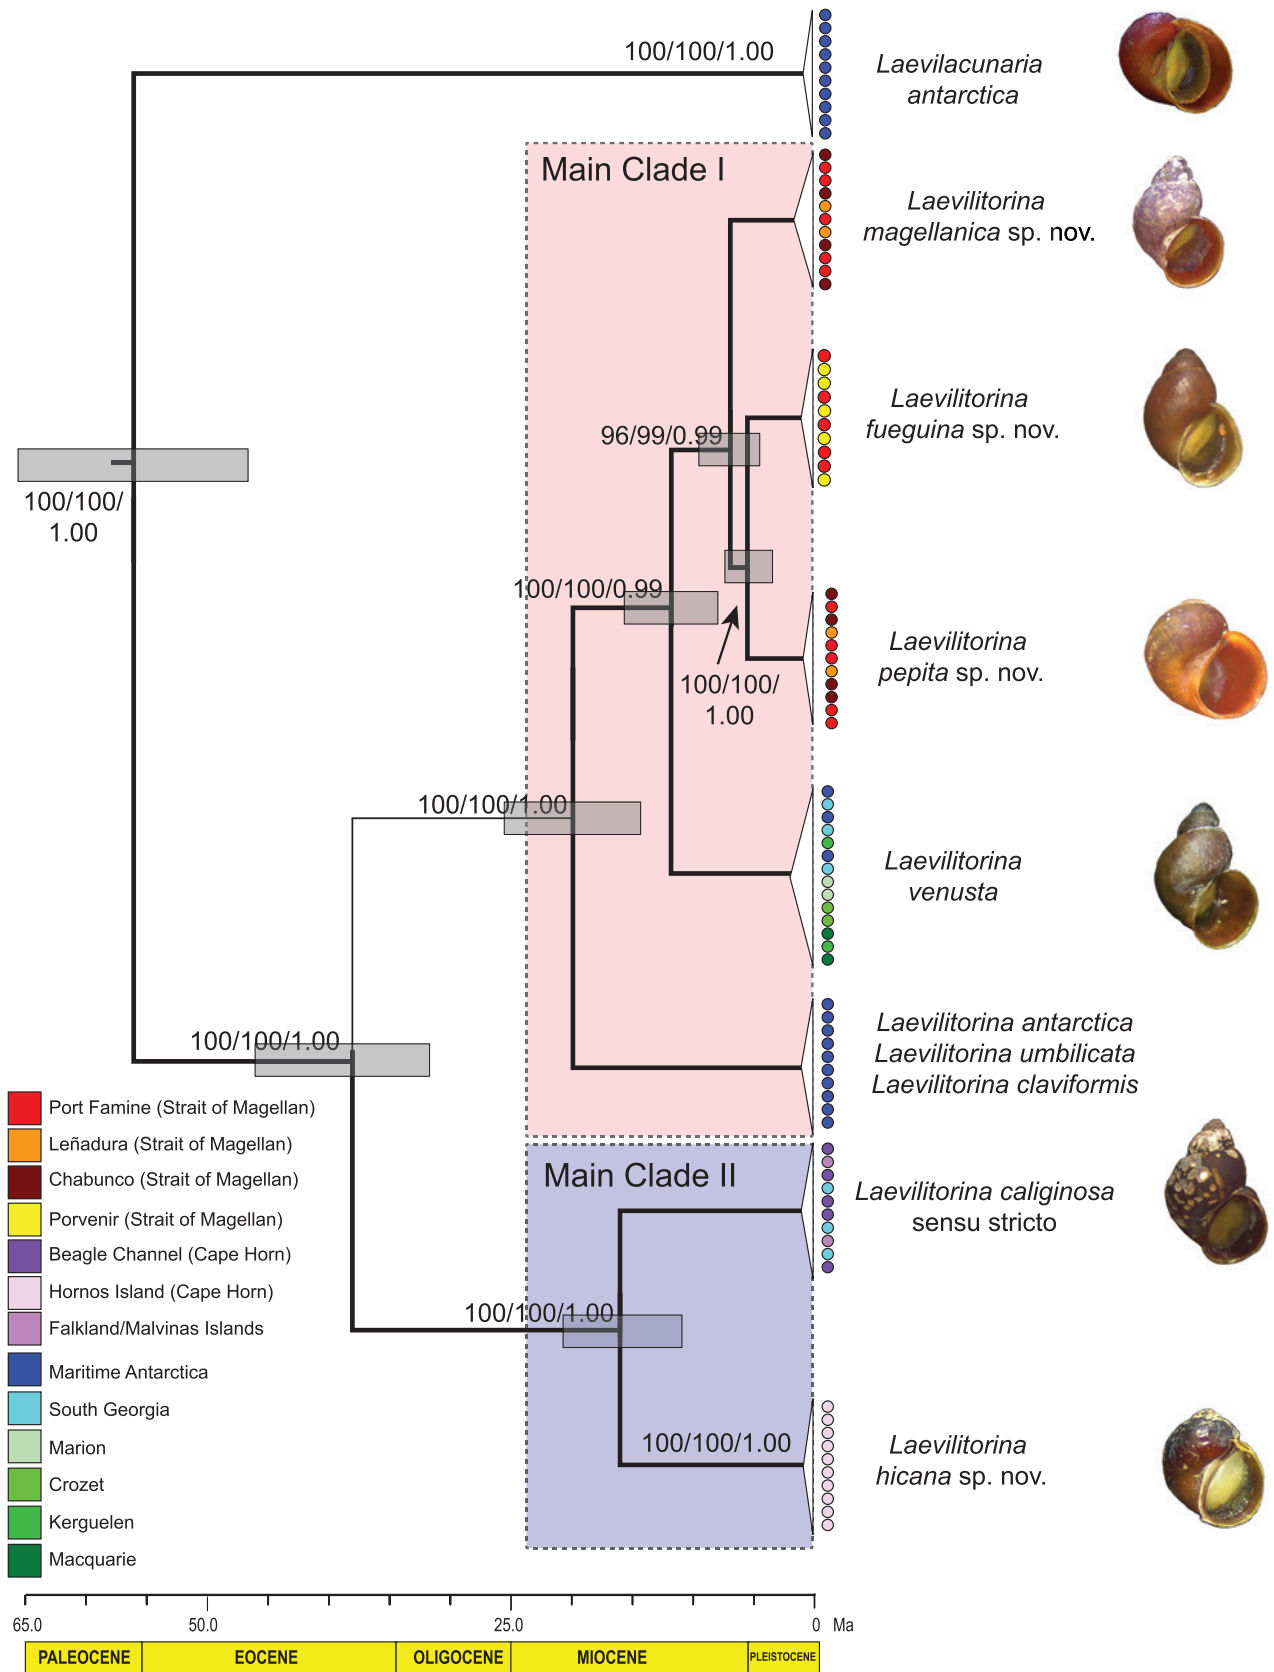 100/100/1.00
Laevilacunaria
antarctica
Main Clade I
Laevilitorina
magellanica sp. nov.
Laevilitorina
fueguina sp. nov.
96/99/0.99
100/100/
1.00
100/100/0.99
Laevilitorina
pepita sp. nov.
100/100/
1.00
100/100/1.00
Laevilitorina
venusta
100/100/1.00
Laevilitorina antarctica
Laevilitorina umbilicata
Laevilitorina claviformis
Port Famine (Strait of Magellan)
Leñadura (Strait of Magellan)
Chabunco (Strait of Magellan)
Porvenir (Strait of Magellan)
Beagle Channel (Cape Horn)
Hornos Island (Cape Horn)
Falkland/Malvinas Islands
Maritime Antarctica
South Georgia
Marion
Crozet
Kerguelen
Macquarie
Main Clade II
Laevilitorina caliginosa
sensu stricto
100/100/1.00
100/100/1.00
Laevilitorina
hicana sp. nov.
65.0 50.0 25.0 0 Ma
PALEOCENE EOCENE OLIGOCENE MIOCENE PLEISTOCENE